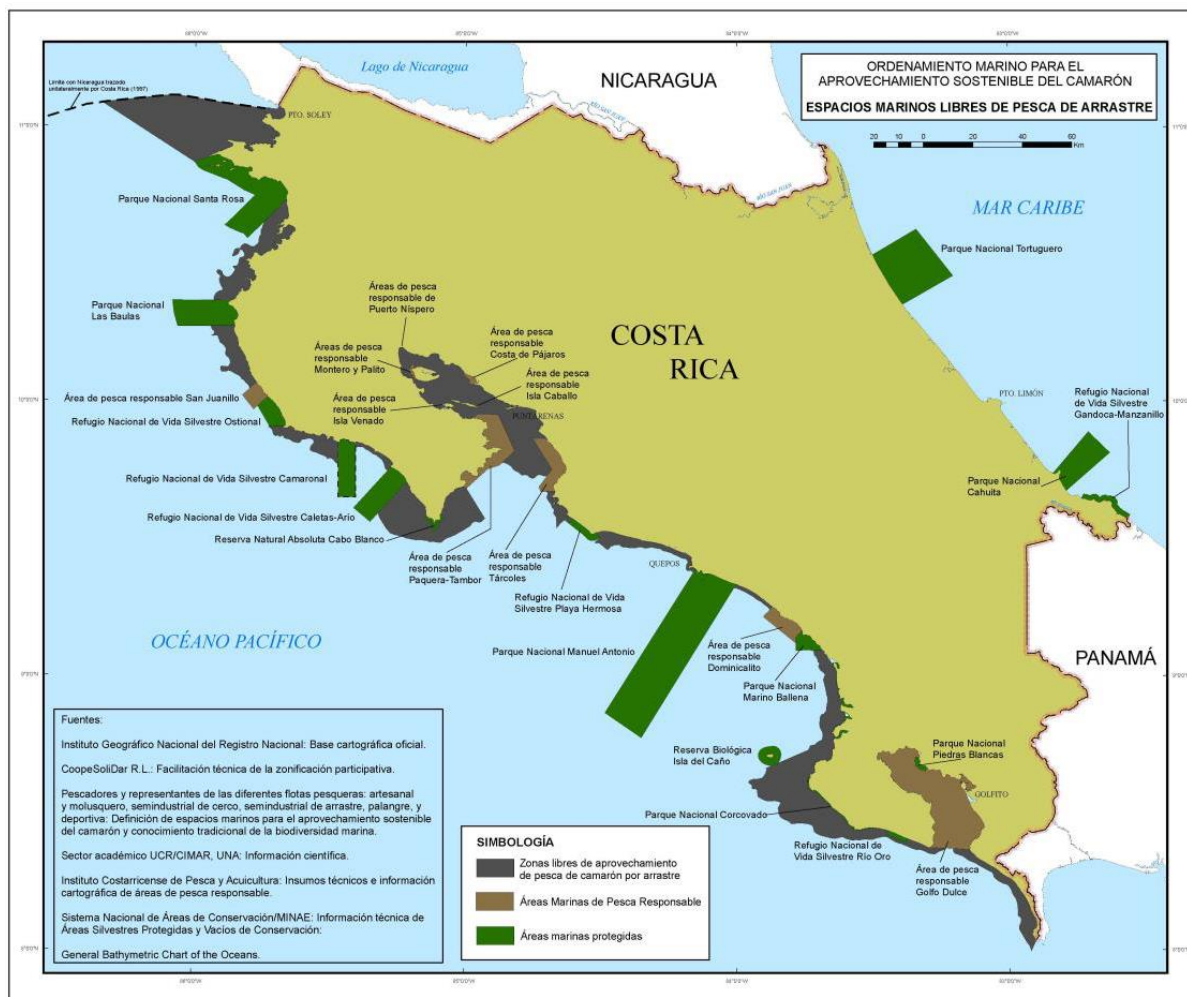 ORDENAMIENTO MARINO PARA EL
APROVECHAMIENTO SOSTENIBLE DEL CAMARÓN
ESPACIOS MARINOS LIBRES DE PESCA DE ARRASTRE
20 10 0 20 40 60
Km
Lago de Nicaragua
NICARAGUA
Límite con Nicaragua trazado
unilateralmente por Costa Rica (1997)
PTO. SOLEY
RÍO SAN JUAN
RÍO SAN JUAN
MAR CARIBE
Parque Nacional Santa Rosa
Parque Nacional Tortuguero
Parque Nacional
Las Baulas
Áreas de pesca
responsable de
Puerto Níspero
Área de pesca
responsable
Costa de Pájaros
Áreas de pesca
responsable
Montero y Palito
COSTA
RICA
Área de pesca
responsable
Isla Caballo
Área de pesca responsable San Juanillo
Área de pesca
responsable
Isla Venado
PUNTARENAS
PTO. LIMÓN
Refugio Nacional
de Vida Silvestre
Gandoca-Manzanillo
Refugio Nacional de Vida Silvestre Ostional
Refugio Nacional de Vida Silvestre Camaronal
Parque Nacional
Cahuita
Refugio Nacional de Vida Silvestre Caletas-Arío
Reserva Natural Absoluta Cabo Blanco
Área de pesca
responsable
Paquera-Tambor
Área de pesca
responsable
Tárcoles
QUEPOS
Refugio Nacional de Vida
Silvestre Playa Hermosa
OCÉANO PACÍFICO
Parque Nacional Manuel Antonio
Área de pesca
responsable
Dominicalito
PANAMÁ
Parque Nacional
Marino Ballena
Reserva Biológica
Isla del Caño
Parque Nacional
Piedras Blancas
GOLFITO
Parque Nacional Corcovado
Refugio Nacional de
Vida Silvestre Río Oro
Área de pesca
responsable
Golfo Dulce
Fuentes:
Instituto Geográfico Nacional del Registro Nacional: Base cartográfica oficial.
CoopeSoliDar R.L.: Facilitación técnica de la zonificación participativa.
Pescadores y representantes de las diferentes flotas pesqueras: artesanal
y molusquero, semindustrial de cerco, semindustrial de arrastre, palangre, y
deportiva: Definición de espacios marinos para el aprovechamiento sostenible
del camarón y conocimiento tradicional de la biodiversidad marina.
Sector académico UCR/CIMAR, UNA: Información científica.
Instituto Costarricense de Pesca y Acuicultura: Insumos técnicos e información
cartográfica de áreas de pesca responsable.
Sistema Nacional de Áreas de Conservación/MINAE: Información técnica de
Áreas Silvestres Protegidas y Vacíos de Conservación:
General Bathymetric Chart of the Oceans.
SIMBOLOGÍA
Zonas libres de aprovechamiento
de pesca de camarón por arrastre
Áreas Marinas de Pesca Responsable
Áreas marinas protegidas